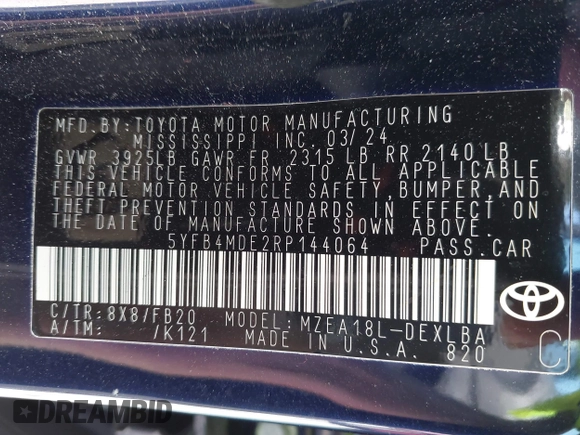 MFD.BY:TOYOTA MOTOR MANUFACTURING
MISSISSIPPI INC. 03/24
GVWR 3925LB GAWR FR 2315 LB RR 2140 LB
THIS VEHICLE CONFORMS TO ALL APPLICABLE
FEDERAL MOTOR VEHICLE SAFETY, BUMPER, AND
THEFT PREVENTION STANDARDS IN EFFECT ON
THE DATE OF MANUFACTURE SHOWN ABOVE.
5YFB4MDE2RP144064 PASS.CAR
C/TR:8X8/FB20 MODEL:MZEA18L-DEXLBA
A/TM: /K121 MADE IN U.S.A. 820
C
DREAMBID